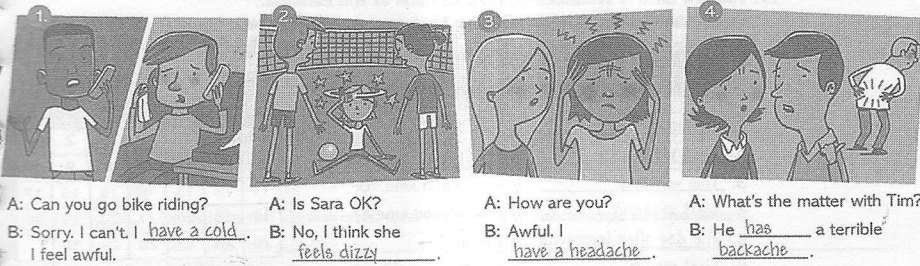 1.
A: Can you go bike riding?
B: Sorry. I can't. I have a cold.
I feel awful.
2.
A: Is Sara OK?
B: No, I think she
feels dizzy.
3.
A: How are you?
B: Awful. I
have a headache.
4.
A: What's the matter with Tim?
B: He has a terrible
backache.